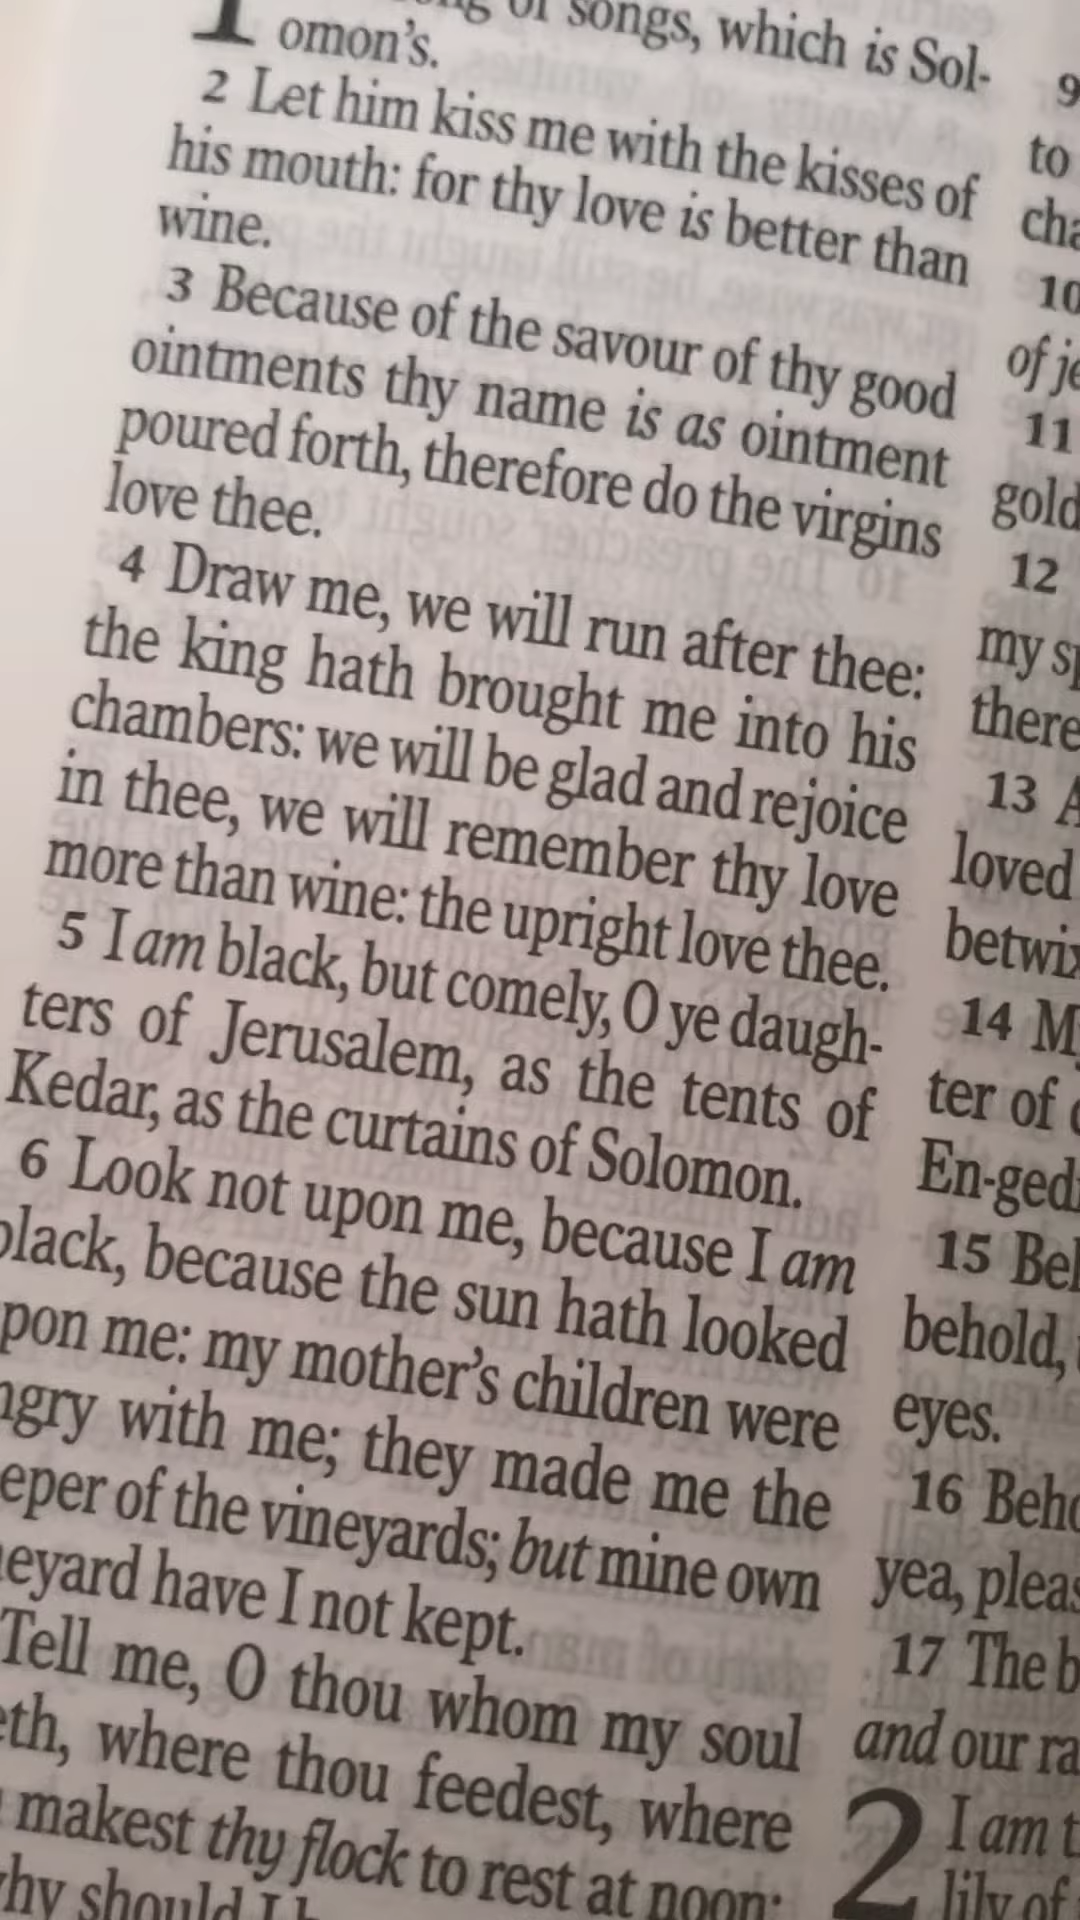 1 of songs, which is Sol-
omon's.
2 Let him kiss me with the kisses of
his mouth: for thy love is better than
wine.
3 Because of the savour of thy good
ointments thy name is as ointment
poured forth, therefore do the virgins
love thee.
4 Draw me, we will run after thee:
the king hath brought me into his
chambers: we will be glad and rejoice
in thee, we will remember thy love
more than wine: the upright love thee.
5 I am black, but comely, O ye daugh-
ters of Jerusalem, as the tents of
Kedar, as the curtains of Solomon.
6 Look not upon me, because I am
black, because the sun hath looked
pon me: my mother's children were
ngry with me; they made me the
eper of the vineyards; but mine own
eyard have I not kept.
Tell me, O thou whom my soul
eth, where thou feedest, where
makest thy flock to rest at noon:
hy should I
9
to
cha
10
of je
11
gold
12
my sp
there
13 A
loved
betwix
14 My
ter of
En-gedi
15 Beh
behold,
eyes.
16 Beho
yea, pleas
17 The b
and our ra
2 I am t
lily of